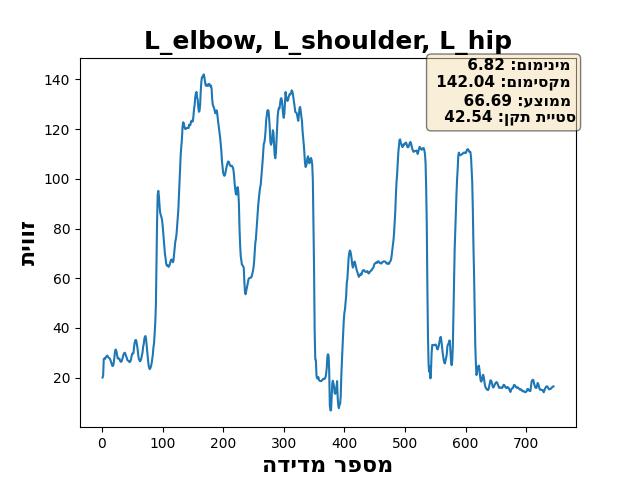 L_elbow, L_shoulder, L_hip
מינימום: 6.82
מקסימום: 142.04
ממוצע: 66.69
סטיית תקן: 42.54
זווית
140
120
100
80
60
40
20
0 100 200 300 400 500 600 700
מספר מדידה